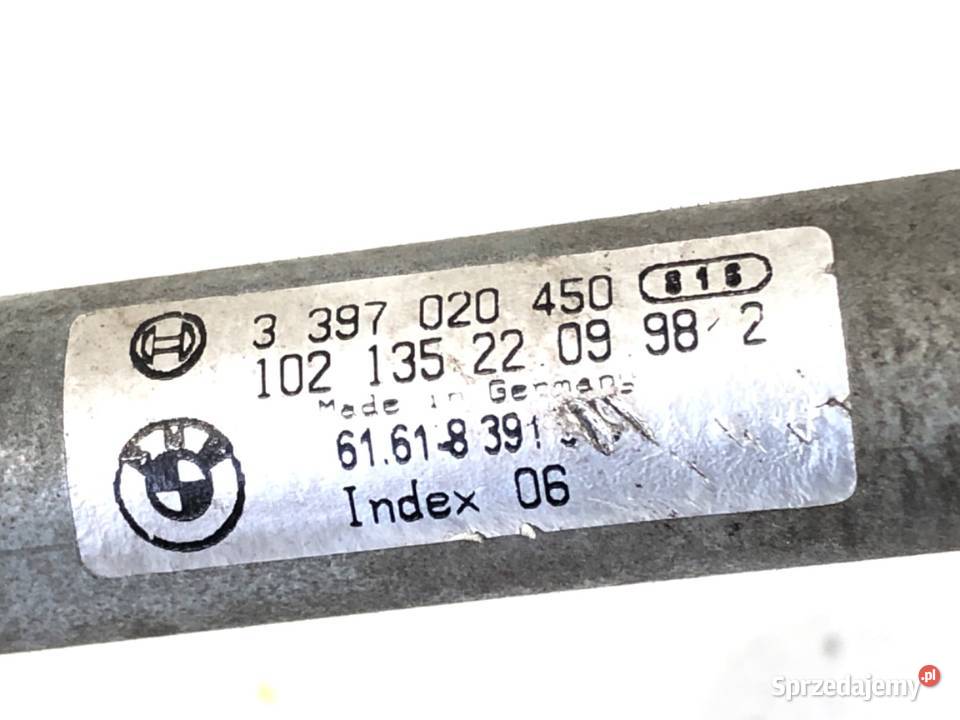 3 397 020 450 816
102 135 22 09 98 2
Made in Germany
61.61-8 391
Index 06
Sprzedajemy.pl